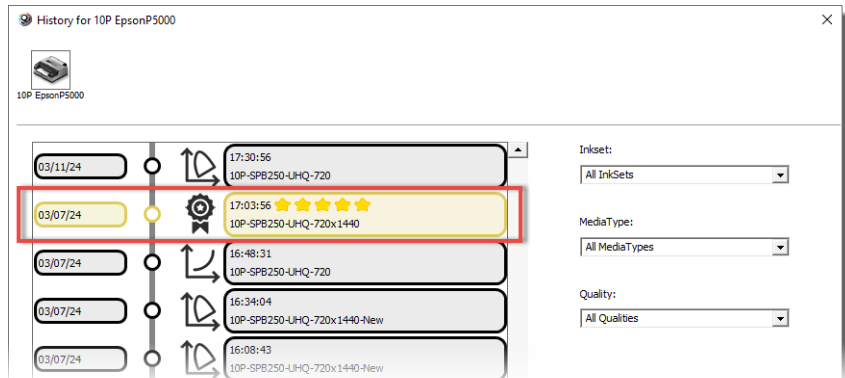 History for 10P EpsonP5000
10P EpsonP5000
03/11/24
17:30:56
10P-SPB250-UHQ-720
03/07/24
17:03:56
10P-SPB250-UHQ-720x1440
03/07/24
16:48:31
10P-SPB250-UHQ-720
03/07/24
16:34:04
10P-SPB250-UHQ-720x1440-New
03/07/24
16:08:43
10P-SPB250-UHQ-720x1440-New
Inkset:
All InkSets
MediaType:
All MediaTypes
Quality:
All Qualities